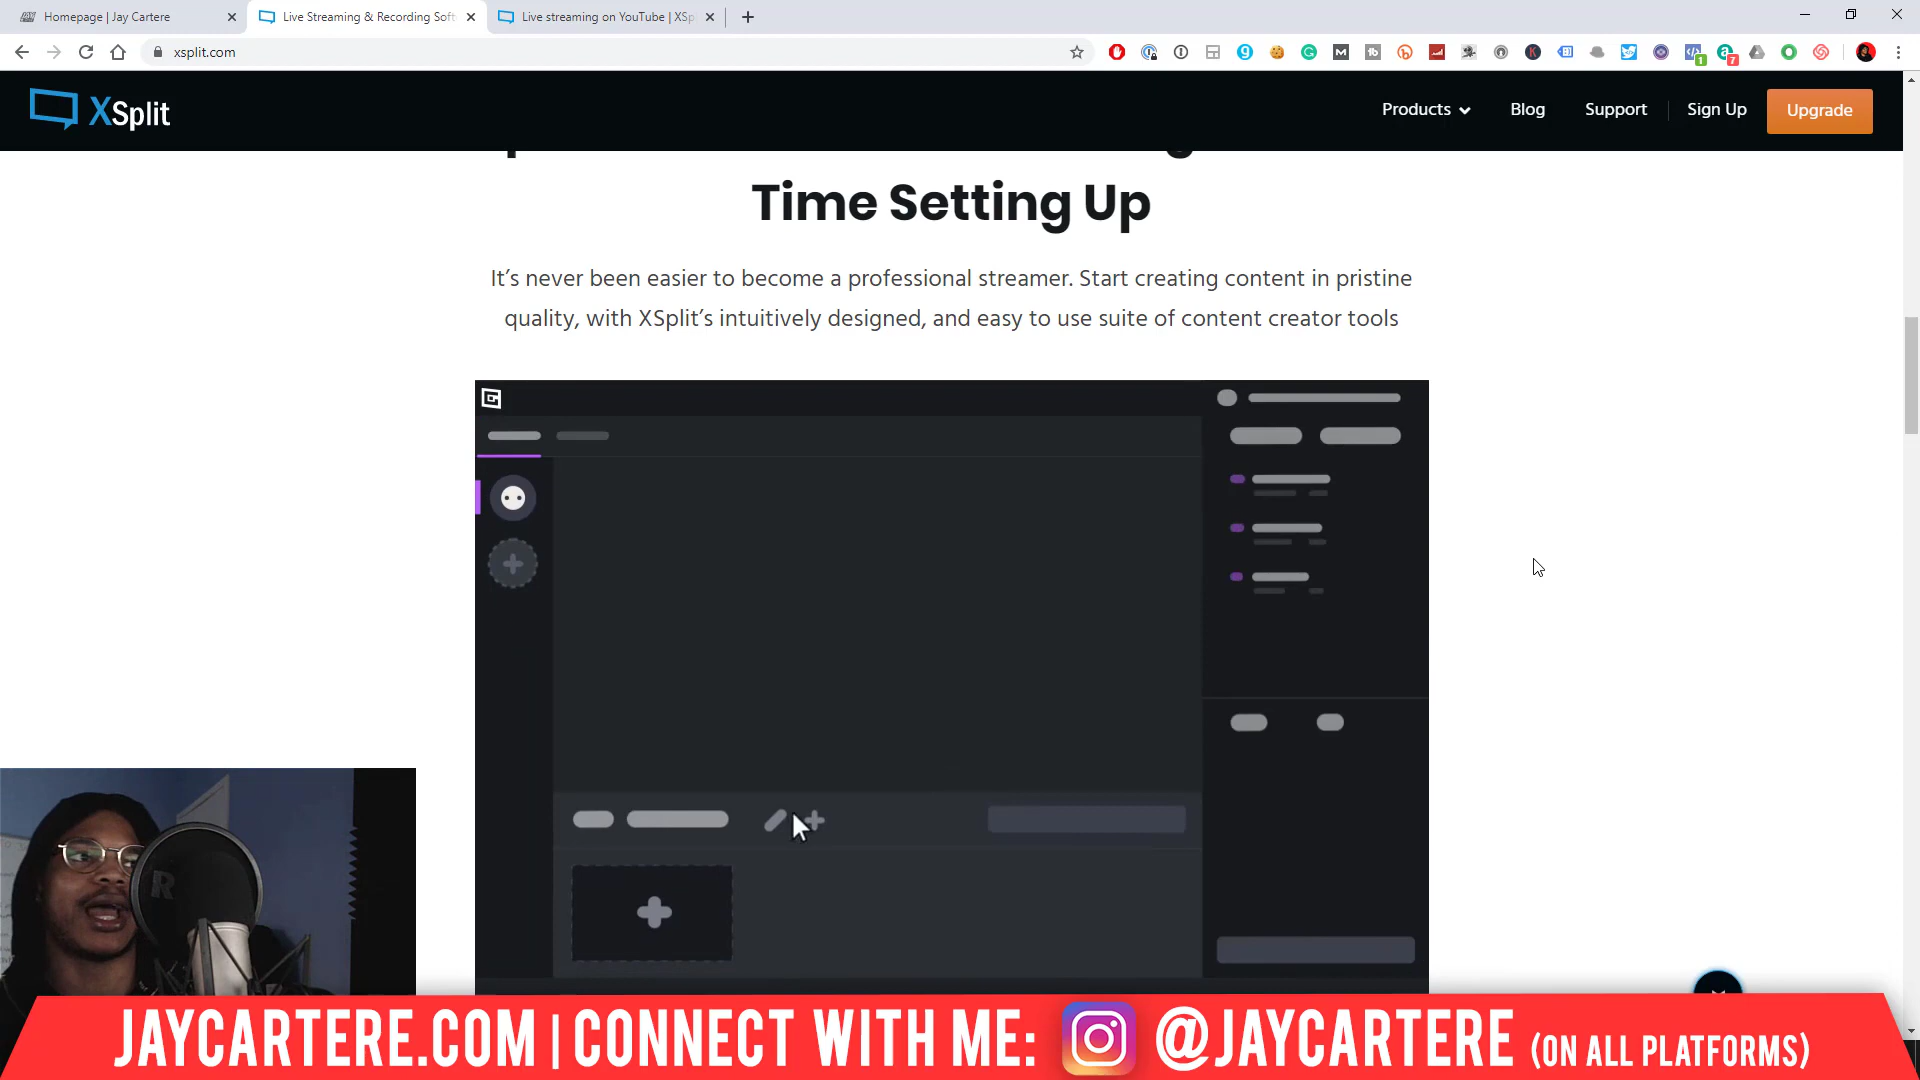 Homepage | Jay Cartere
Live Streaming & Recording Soft
Live streaming on YouTube | XSp
xsplit.com
XSplit
Products
Blog
Support
Sign Up
Upgrade
Time Setting Up
It’s never been easier to become a professional streamer. Start creating content in pristine
quality, with XSplit’s intuitively designed, and easy to use suite of content creator tools
JAYCARTERE.COM | CONNECT WITH ME: @JAYCARTERE (ON ALL PLATFORMS)